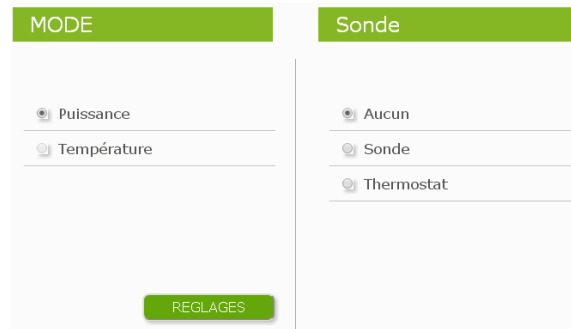 MODE
Puissance
Température
REGLAGES
Sonde
Aucun
Sonde
Thermostat